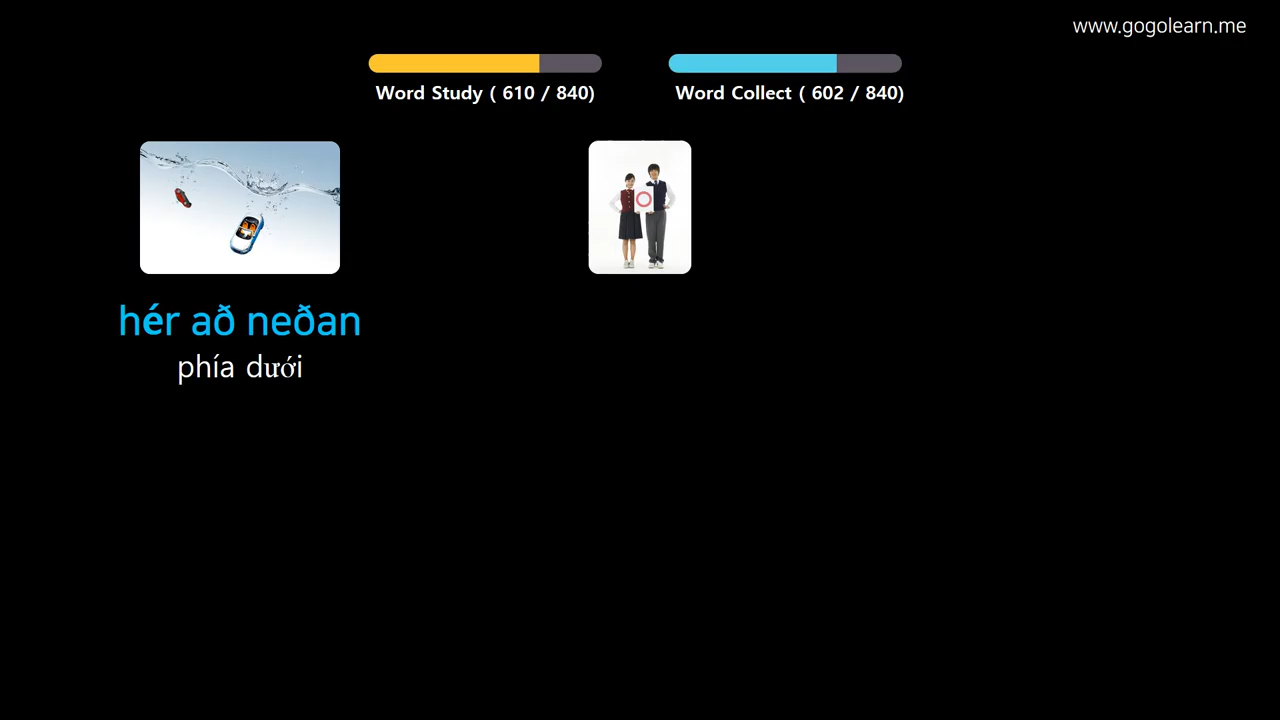 www.gogolearn.me
Word Study ( 610 / 840)
Word Collect ( 602 / 840)
hér að neðan
phía dưới